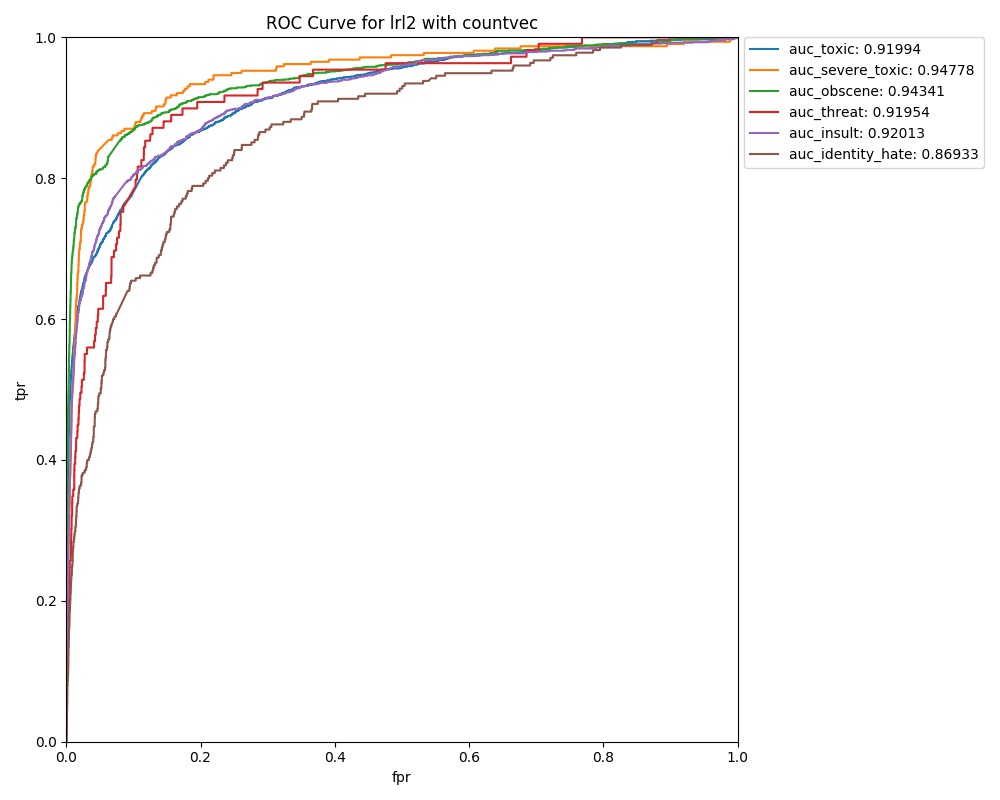 ROC Curve for lrl2 with countvec
auc_toxic: 0.91994
auc_severe_toxic: 0.94778
auc_obscene: 0.94341
auc_threat: 0.91954
auc_insult: 0.92013
auc_identity_hate: 0.86933
tpr
1.0
0.8
0.6
0.4
0.2
0.0
0.0 0.2 0.4 0.6 0.8 1.0
fpr